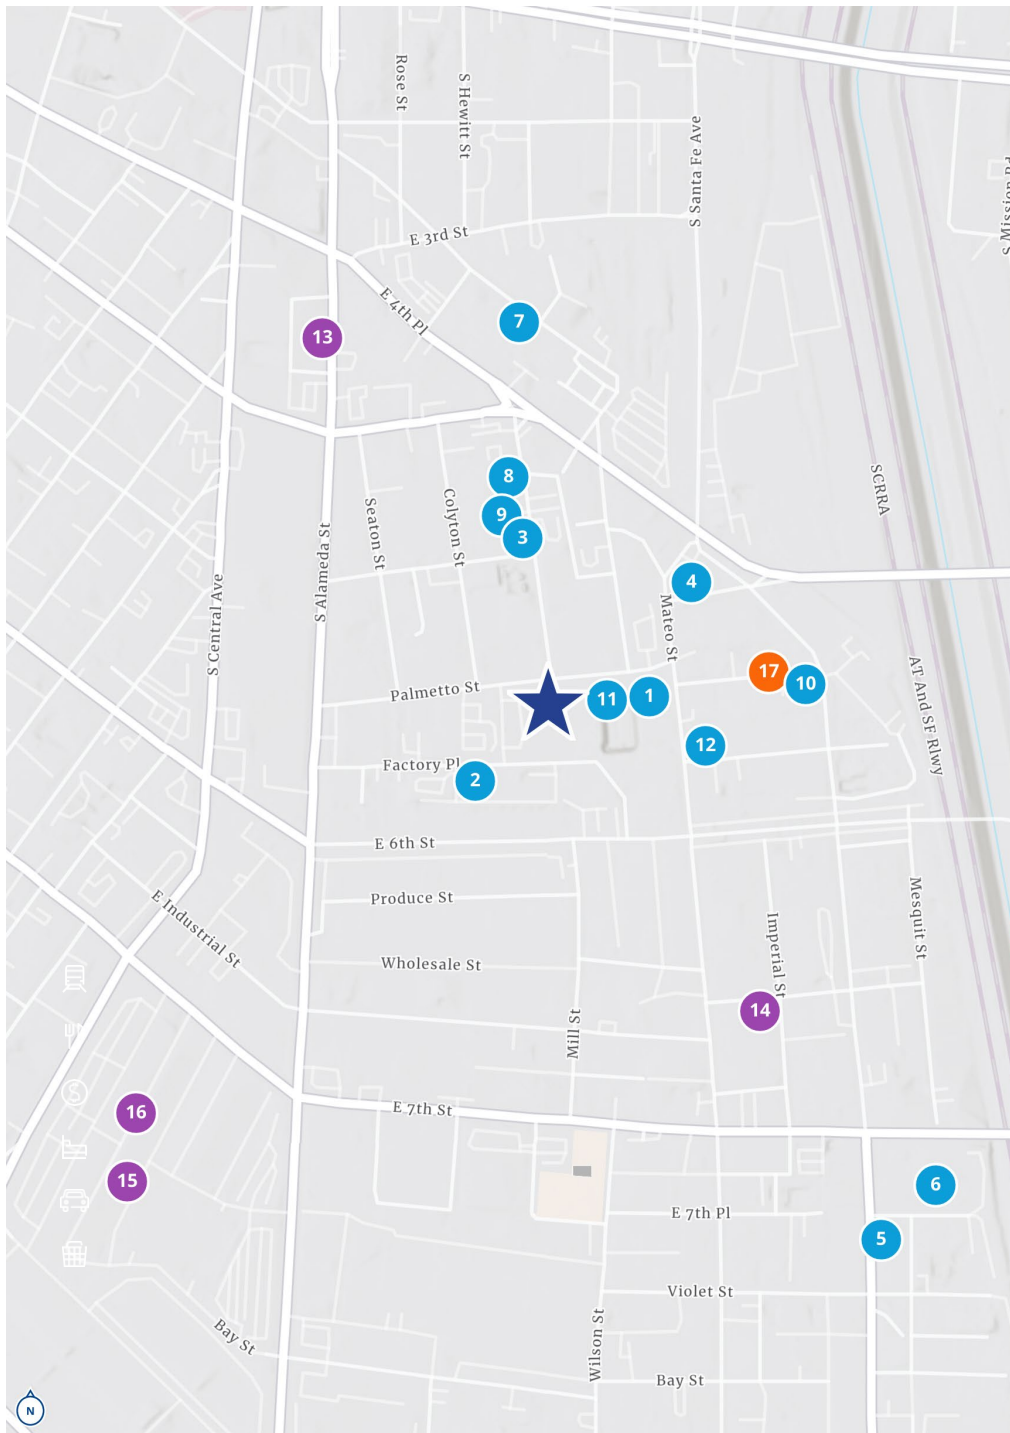 Rose St
S Hewitt St
S Santa Fe Ave
S Mission Rd
E 3rd St
E 4th Pl
7
13
8
9
3
SCRRA
Seaton St
Colyton St
S Alameda St
S Central Ave
4
Mateo St
17
10
AT And SF Rlwy
Palmetto St
11
1
12
Factory Pl
2
E 6th St
Produce St
Mesquit St
E Industrial St
Imperial St
Wholesale St
14
Mill St
E 7th St
16
15
6
E 7th Pl
5
Violet St
Wilson St
Bay St
Bay St
N